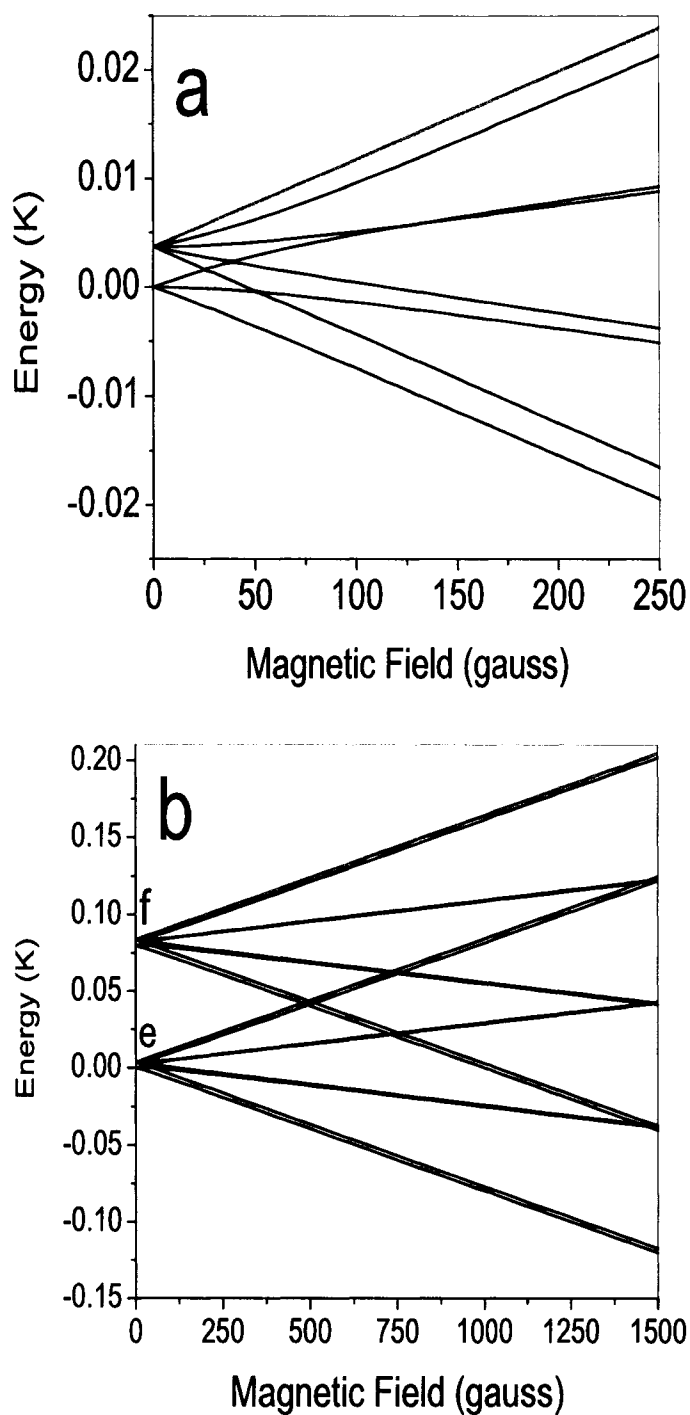 a
0.02
0.01
0.00
-0.01
-0.02
Energy (K)
0 50 100 150 200 250
Magnetic Field (gauss)
b
0.20
0.15
0.10
0.05
0.00
-0.05
-0.10
-0.15
f
e
Energy (K)
0 250 500 750 1000 1250 1500
Magnetic Field (gauss)